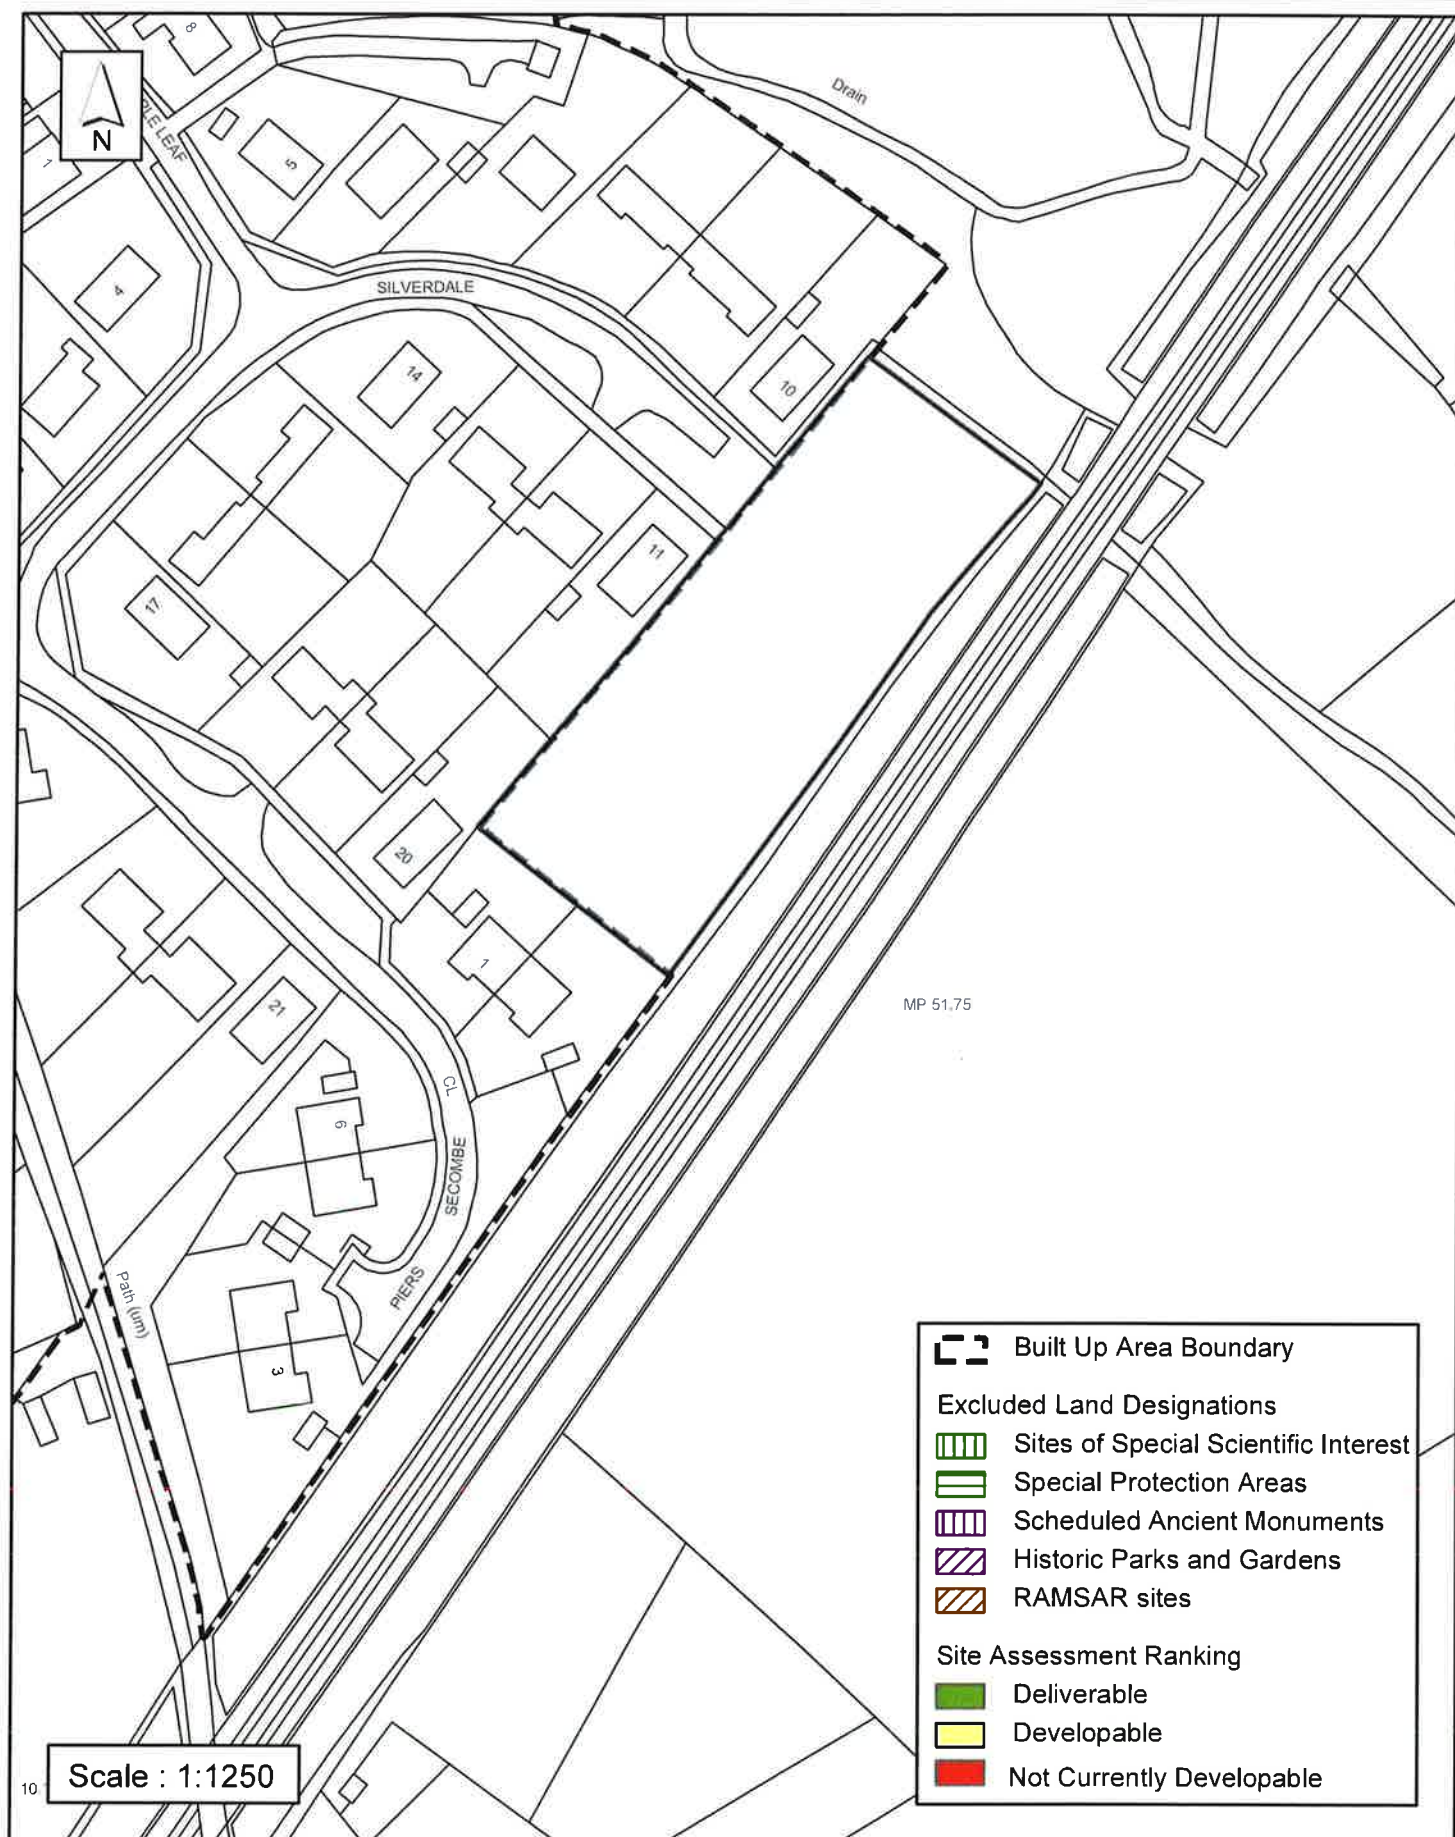 8
N
1
5
Drain
4
SILVERDALE
14
10
11
17
20
1
21
MP 51.75
CL
6
SECOMBE
PIERS
Path (um)
3
10
Scale : 1:1250
Built Up Area Boundary
Excluded Land Designations
Sites of Special Scientific Interest
Special Protection Areas
Scheduled Ancient Monuments
Historic Parks and Gardens
RAMSAR sites
Site Assessment Ranking
Deliverable
Developable
Not Currently Developable